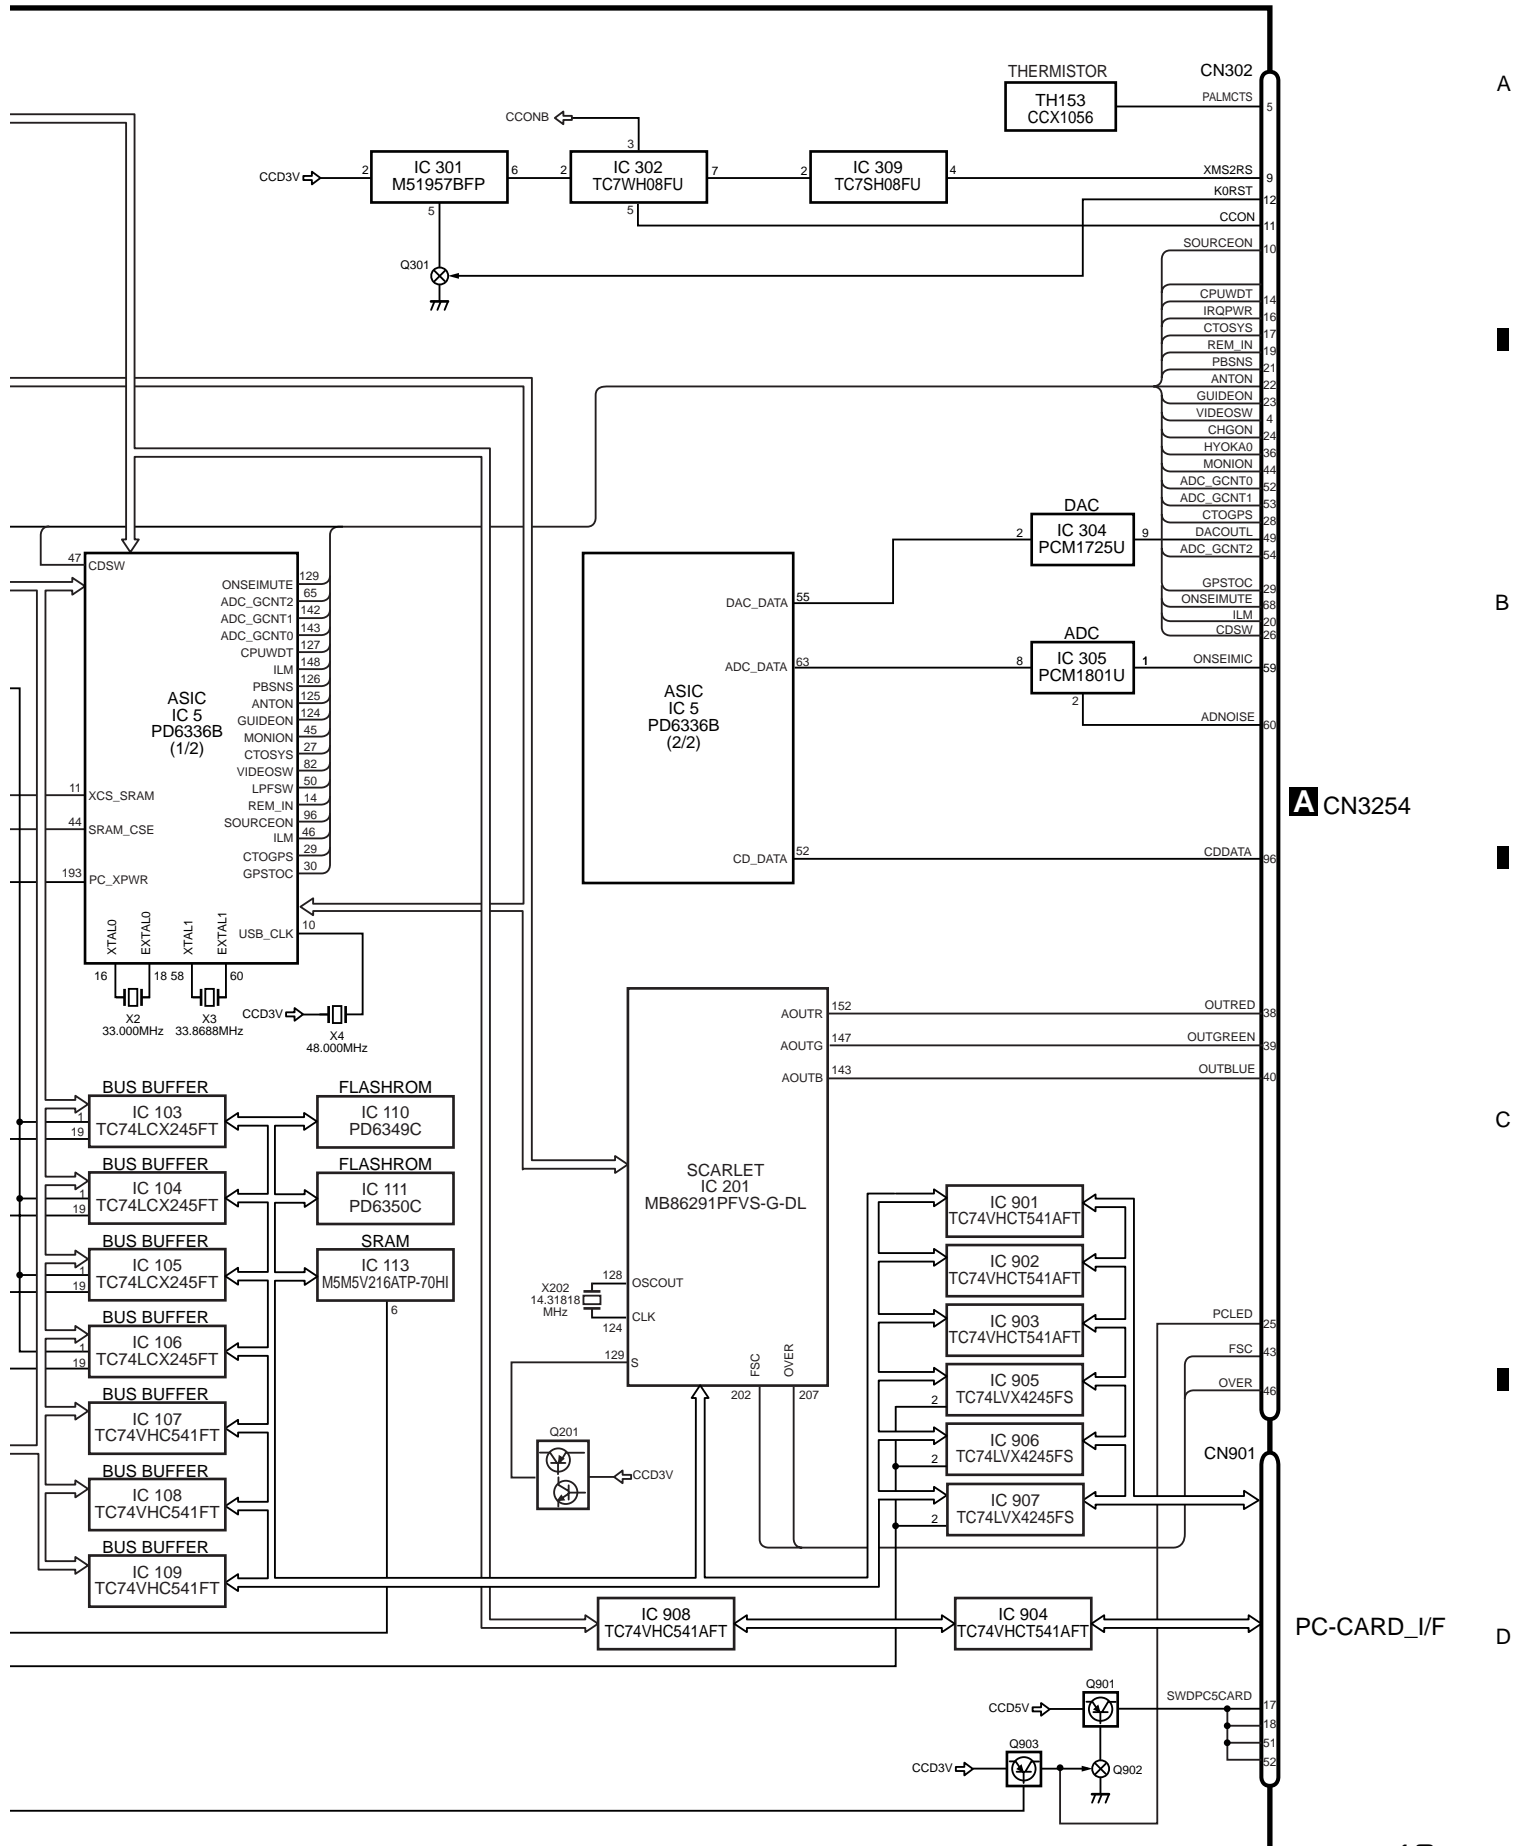 THERMISTOR
CN302
A
TH153
CCX1056
PALMCTS
5
CCONB
3
CCD3V
2
IC 301
M51957BFP
6
2
IC 302
TC7WH08FU
7
2
IC 309
TC7SH08FU
4
XMS2RS
9
5
5
K0RST
12
CCON
11
SOURCEON
10
Q301
CPUWDT
14
IRQPWR
16
CTOSYS
17
REM_IN
19
PBSNS
21
ANTON
22
GUIDEON
23
VIDEOSW
4
CHGON
24
HYOKA0
36
MONION
44
ADC_GCNT0
52
ADC_GCNT1
53
CTOGPS
28
DACOUTL
49
ADC_GCNT2
54
GPSTOC
29
ONSEIMUTE
68
ILM
20
CDSW
26
DAC
2
IC 304
PCM1725U
9
B
ADC
8
IC 305
PCM1801U
1
2
ONSEIMIC
59
ADNOISE
60
47
CDSW
ONSEIMUTE
129
ADC_GCNT2
65
ADC_GCNT1
142
ADC_GCNT0
143
CPUWDT
127
ILM
148
PBSNS
126
ANTON
125
GUIDEON
124
MONION
45
CTOSYS
27
VIDEOSW
82
LPFSW
50
REM_IN
14
SOURCEON
96
ILM
46
CTOGPS
29
GPSTOC
30
USB_CLK
10
ASIC
IC 5
PD6336B
(1/2)
11
XCS_SRAM
44
SRAM_CSE
193
PC_XPWR
XTAL0
EXTAL0
XTAL1
EXTAL1
16
18
58
60
X2
33.000MHz
X3
33.8688MHz
CCD3V
X4
48.000MHz
ASIC
IC 5
PD6336B
(2/2)
DAC_DATA
55
ADC_DATA
63
CD_DATA
52
CDDATA
96
A CN3254
AOUTR
152
OUTRED
38
AOUTG
147
OUTGREEN
39
AOUTB
143
OUTBLUE
40
C
BUS BUFFER
IC 103
TC74LCX245FT
1
19
FLASHROM
IC 110
PD6349C
BUS BUFFER
IC 104
TC74LCX245FT
1
19
FLASHROM
IC 111
PD6350C
BUS BUFFER
IC 105
TC74LCX245FT
1
19
SRAM
IC 113
M5M5V216ATP-70HI
6
BUS BUFFER
IC 106
TC74LCX245FT
1
19
BUS BUFFER
IC 107
TC74VHC541FT
BUS BUFFER
IC 108
TC74VHC541FT
BUS BUFFER
IC 109
TC74VHC541FT
SCARLET
IC 201
MB86291PFVS-G-DL
128
OSCOUT
X202
14.31818
MHz
CLK
124
129
S
FSC
OVER
202
207
Q201
CCD3V
IC 901
TC74VHCT541AFT
IC 902
TC74VHCT541AFT
IC 903
TC74VHCT541AFT
IC 905
TC74LVX4245FS
2
IC 906
TC74LVX4245FS
2
IC 907
TC74LVX4245FS
2
PCLED
25
FSC
43
OVER
46
CN901
IC 908
TC74VHC541AFT
IC 904
TC74VHCT541AFT
PC-CARD_I/F
D
Q901
CCD5V
SWDPC5CARD
17
18
51
52
Q903
CCD3V
Q902